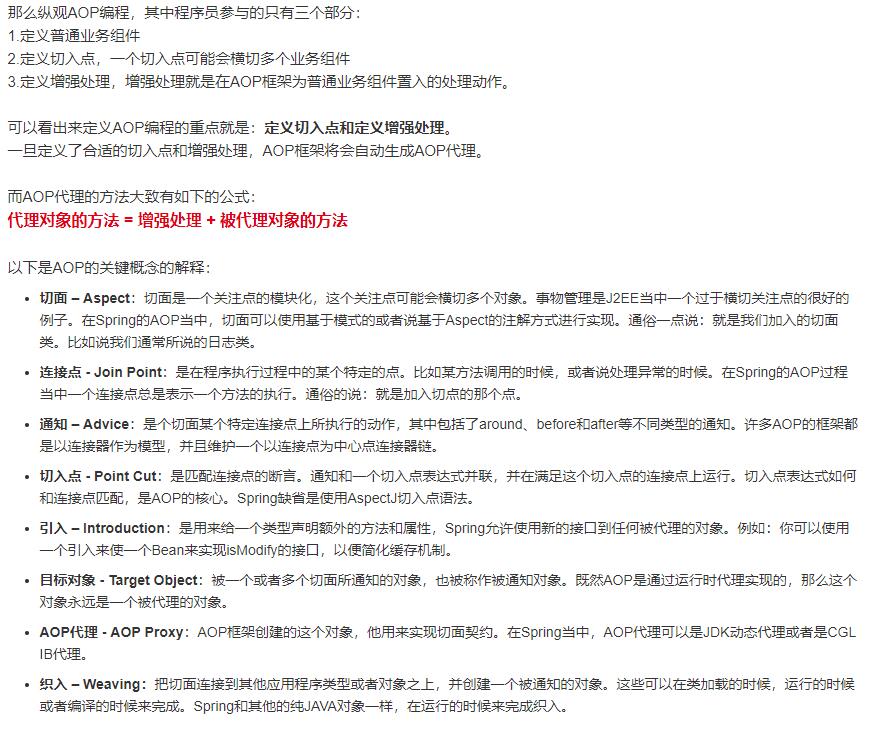 那么纵观AOP编程，其中程序员参与的只有三个部分：
1.定义普通业务组件
2.定义切入点，一个切入点可能会横切多个业务组件
3.定义增强处理，增强处理就是在AOP框架为普通业务组件置入的处理动作。
可以看出来定义AOP编程的重点就是：定义切入点和定义增强处理。
一旦定义了合适的切入点和增强处理，AOP框架将会自动生成AOP代理。
而AOP代理的方法大致有如下的公式：
代理对象的方法 = 增强处理 + 被代理对象的方法
以下是AOP的关键概念的解释：
• 切面 – Aspect：切面是一个关注点的模块化，这个关注点可能会横切多个对象。事物管理是J2EE当中一个过于横切关注点的很好的
例子。在Spring的AOP当中，切面可以使用基于模式的或者说基于Aspect的注解方式进行实现。通俗一点说：就是我们加入的切面
类。比如说我们通常所说的日志类。
• 连接点 - Join Point：是在程序执行过程中的某个特定的点。比如某方法调用的时候，或者说处理异常的时候。在Spring的AOP过程
当中一个连接点总是表示一个方法的执行。通俗的说：就是加入切点的那个点。
• 通知 – Advice：是个切面某个特定连接点上所执行的动作，其中包括了around、before和after等不同类型的通知。许多AOP的框架都
是以连接器作为模型，并且维护一个以连接点为中心点连接器链。
• 切入点 - Point Cut：是匹配连接点的断言。通知和一个切入点表达式并联，并在满足这个切入点的连接点上运行。切入点表达式如何
和连接点匹配，是AOP的核心。Spring缺省是使用AspectJ切入点语法。
• 引入 – Introduction：是用来给一个类型声明额外的方法和属性，Spring允许使用新的接口到任何被代理的对象。例如：你可以使用
一个引入来使一个Bean来实现isModify的接口，以便简化缓存机制。
• 目标对象 - Target Object：被一个或者多个切面所通知的对象，也被称作被通知对象。既然AOP是通过运行时代理实现的，那么这个
对象永远是一个被代理的对象。
• AOP代理 - AOP Proxy：AOP框架创建的这个对象，他用来实现切面契约。在Spring当中，AOP代理可以是JDK动态代理或者是CGL
IB代理。
• 织入 – Weaving：把切面连接到其他应用程序类型或者对象之上，并创建一个被通知的对象。这些可以在类加载的时候，运行的时候
或者编译的时候来完成。Spring和其他的纯JAVA对象一样，在运行的时候来完成织入。